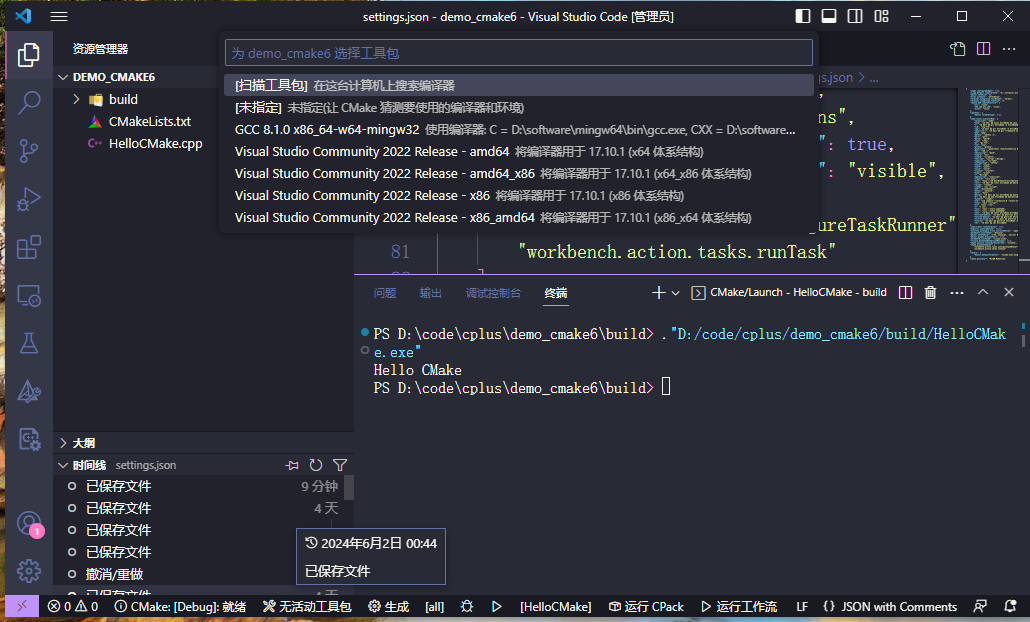 settings.json - demo_cmake6 - Visual Studio Code [管理员]
资源管理器
DEMO_CMAKE6
build
CMakeLists.txt
HelloCMake.cpp
为 demo_cmake6 选择工具包
[扫描工具包] 在这台计算机上搜索编译器
[未指定] 未指定(让 CMake 猜测要使用的编译器和环境)
GCC 8.1.0 x86_64-w64-mingw32 使用编译器: C = D:\software\mingw64\bin\gcc.exe, CXX = D:\software...
Visual Studio Community 2022 Release - amd64 将编译器用于 17.10.1 (x64 体系结构)
Visual Studio Community 2022 Release - amd64_x86 将编译器用于 17.10.1 (x64_x86 体系结构)
Visual Studio Community 2022 Release - x86 将编译器用于 17.10.1 (x86 体系结构)
Visual Studio Community 2022 Release - x86_amd64 将编译器用于 17.10.1 (x86_x64 体系结构)
gs.json > ...
ns",
": true,
": "visible",
ureTaskRunner"
81 "workbench.action.tasks.runTask"
问题 输出 调试控制台 终端 CMake/Launch - HelloCMake - build
PS D:\code\cplus\demo_cmake6\build> ."D:/code/cplus/demo_cmake6/build/HelloCMak
e.exe"
Hello CMake
PS D:\code\cplus\demo_cmake6\build>
大纲
时间线 settings.json
已保存文件 9 分钟
已保存文件 4 天
已保存文件
已保存文件
撤消/重做
2024年6月2日 00:44
已保存文件
1
0 0 CMake: [Debug]: 就绪 无活动工具包 生成 [all] [HelloCMake] 运行 CPack 运行工作流 LF {} JSON with Comments